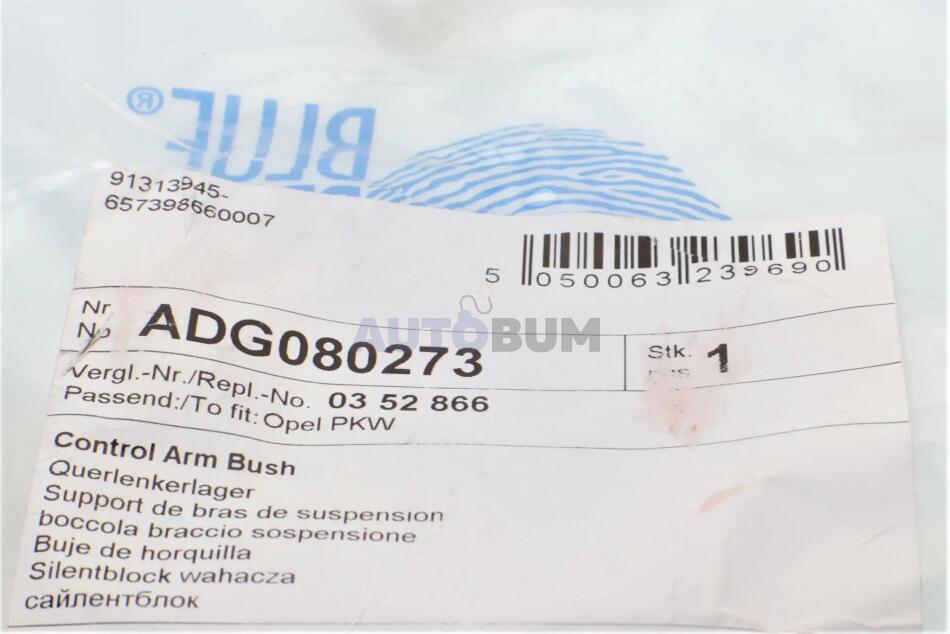 BLUE®
91313945-
657398660007
5 050063 239690
Nr
No
ADG080273
Stk.
pcs
1
AUTOBUM
Vergl.-Nr./Repl.-No. 03 52 866
Passend:/To fit: Opel PKW
Control Arm Bush
Querlenkerlager
Support de bras de suspension
boccola braccio sospensione
Buje de horquilla
Silentblock wahacza
сайлентблок